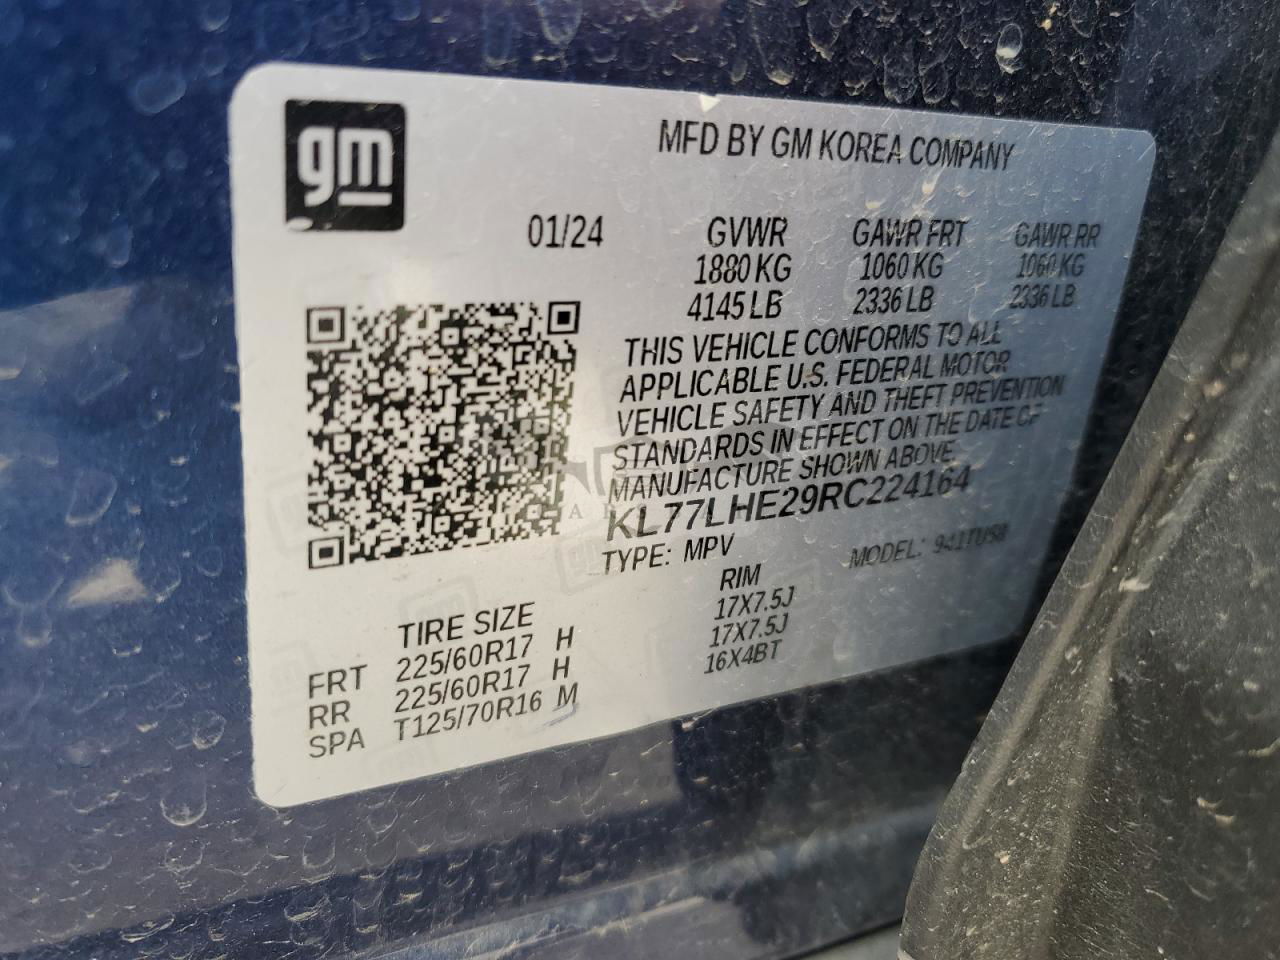 gm
MFD BY GM KOREA COMPANY
01/24 GVWR GAWR FRT GAWR RR
1880 KG 1060 KG 1060 KG
4145 LB 2336 LB 2336 LB
THIS VEHICLE CONFORMS TO ALL
APPLICABLE U.S. FEDERAL MOTOR
VEHICLE SAFETY AND THEFT PREVENTION
STANDARDS IN EFFECT ON THE DATE OF
MANUFACTURE SHOWN ABOVE.
KL77LHE29RC224164
TYPE: MPV MODEL: 941TUS8
TIRE SIZE RIM
FRT 225/60R17 H 17X7.5J
RR 225/60R17 H 17X7.5J
SPA T125/70R16 M 16X4BT